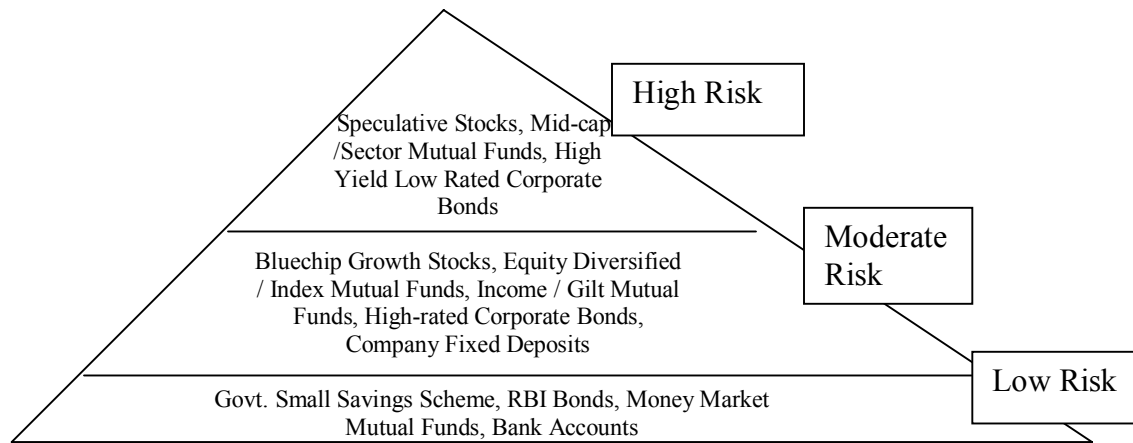 High Risk
Speculative Stocks, Mid-cap
/Sector Mutual Funds, High
Yield Low Rated Corporate
Bonds
Moderate
Risk
Bluechip Growth Stocks, Equity Diversified
/ Index Mutual Funds, Income / Gilt Mutual
Funds, High-rated Corporate Bonds,
Company Fixed Deposits
Low Risk
Govt. Small Savings Scheme, RBI Bonds, Money Market
Mutual Funds, Bank Accounts